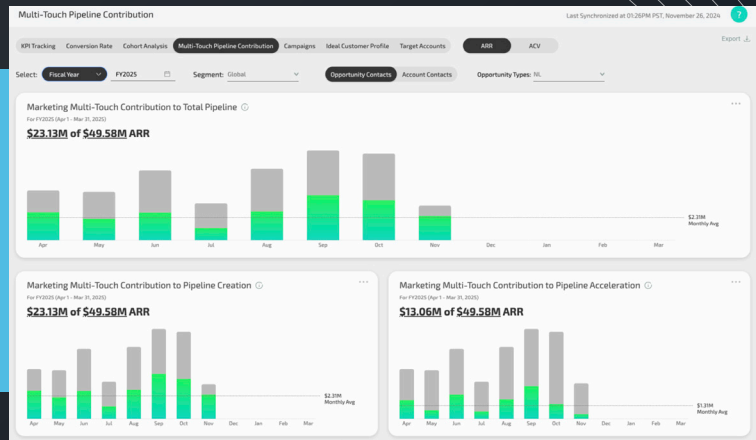 Multi-Touch Pipeline Contribution
Last Synchronized at 01:26PM PST, November 26, 2024
?
Export
KPI Tracking Conversion Rate Cohort Analysis Multi-Touch Pipeline Contribution Campaigns Ideal Customer Profile Target Accounts ARR ACV
Select: Fiscal Year FY2025 Segment: Global Opportunity Contacts Account Contacts Opportunity Types: NL
Marketing Multi-Touch Contribution to Total Pipeline
For FY2025 (Apr 1 - Mar 31, 2025)
$23.13M of $49.58M ARR
$2.31M
Monthly Avg
Apr May Jun Jul Aug Sep Oct Nov Dec Jan Feb Mar
Marketing Multi-Touch Contribution to Pipeline Creation
For FY2025 (Apr 1 - Mar 31, 2025)
$23.13M of $49.58M ARR
$2.31M
Monthly Avg
Apr May Jun Jul Aug Sep Oct Nov Dec Jan Feb Mar
Marketing Multi-Touch Contribution to Pipeline Acceleration
For FY2025 (Apr 1 - Mar 31, 2025)
$13.06M of $49.58M ARR
$1.31M
Monthly Avg
Apr May Jun Jul Aug Sep Oct Nov Dec Jan Feb Mar